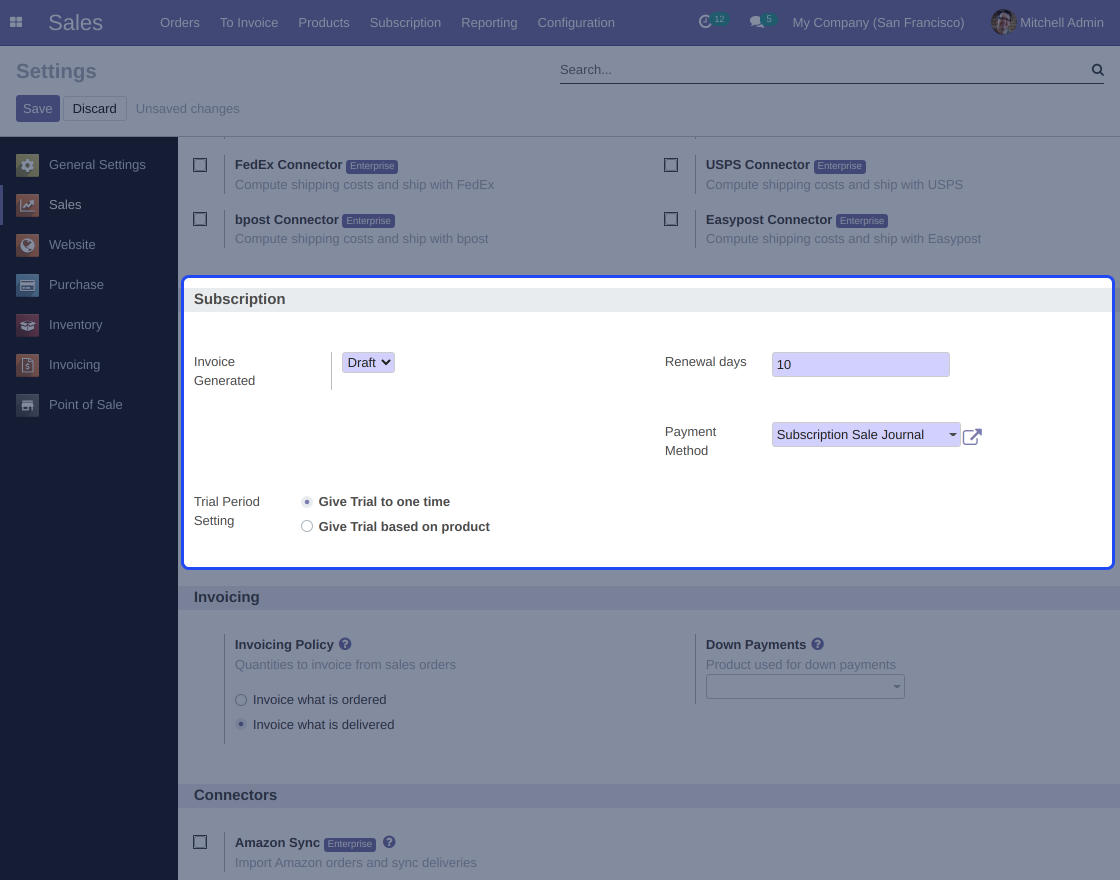 Sales Orders To Invoice Products Subscription Reporting Configuration 12 5 My Company (San Francisco) Mitchell Admin
Settings
Search...
Save Discard Unsaved changes
General Settings
Sales
Website
Purchase
Inventory
Invoicing
Point of Sale
FedEx Connector Enterprise
Compute shipping costs and ship with FedEx
USPS Connector Enterprise
Compute shipping costs and ship with USPS
bpost Connector Enterprise
Compute shipping costs and ship with bpost
Easypost Connector Enterprise
Compute shipping costs and ship with Easypost
Subscription
Invoice
Generated
Draft
Renewal days
10
Payment
Method
Subscription Sale Journal
Trial Period
Setting
Give Trial to one time
Give Trial based on product
Invoicing
Invoicing Policy ?
Quantities to invoice from sales orders
Invoice what is ordered
Invoice what is delivered
Down Payments ?
Product used for down payments
Connectors
Amazon Sync Enterprise ?
Import Amazon orders and sync deliveries